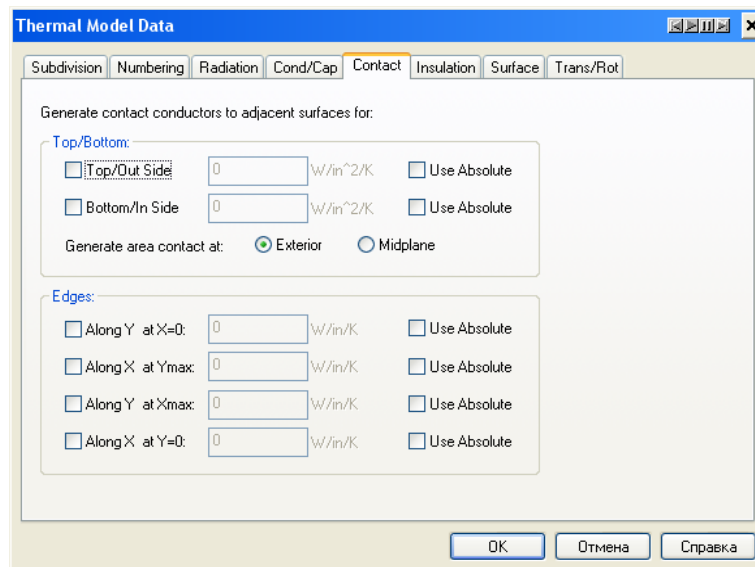 Thermal Model Data
Subdivision Numbering Radiation Cond/Cap Contact Insulation Surface Trans/Rot
Generate contact conductors to adjacent surfaces for:
Top/Bottom:
Top/Out Side 0 W/in^2/K Use Absolute
Bottom/In Side 0 W/in^2/K Use Absolute
Generate area contact at: Exterior Midplane
Edges:
Along Y at X=0: 0 W/in/K Use Absolute
Along X at Ymax: 0 W/in/K Use Absolute
Along Y at Xmax: 0 W/in/K Use Absolute
Along X at Y=0: 0 W/in/K Use Absolute
OK Отмена Справка